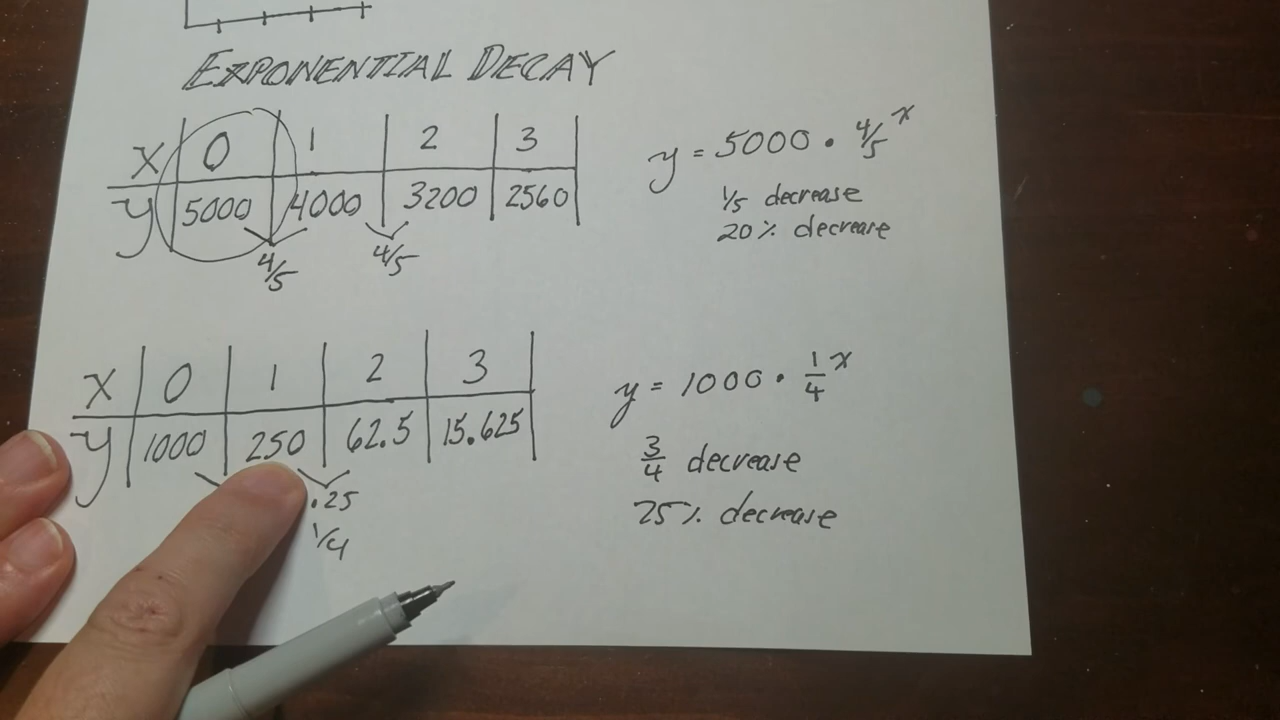 EXPONENTIAL DECAY
X 0 1 2 3
y 5000 4000 3200 2560
4/5 4/5
y = 5000 · 4/5^x
1/5 decrease
20% decrease
X 0 1 2 3
y 1000 250 62.5 15.625
.25
1/4
y = 1000 · 1/4^x
3/4 decrease
25% decrease